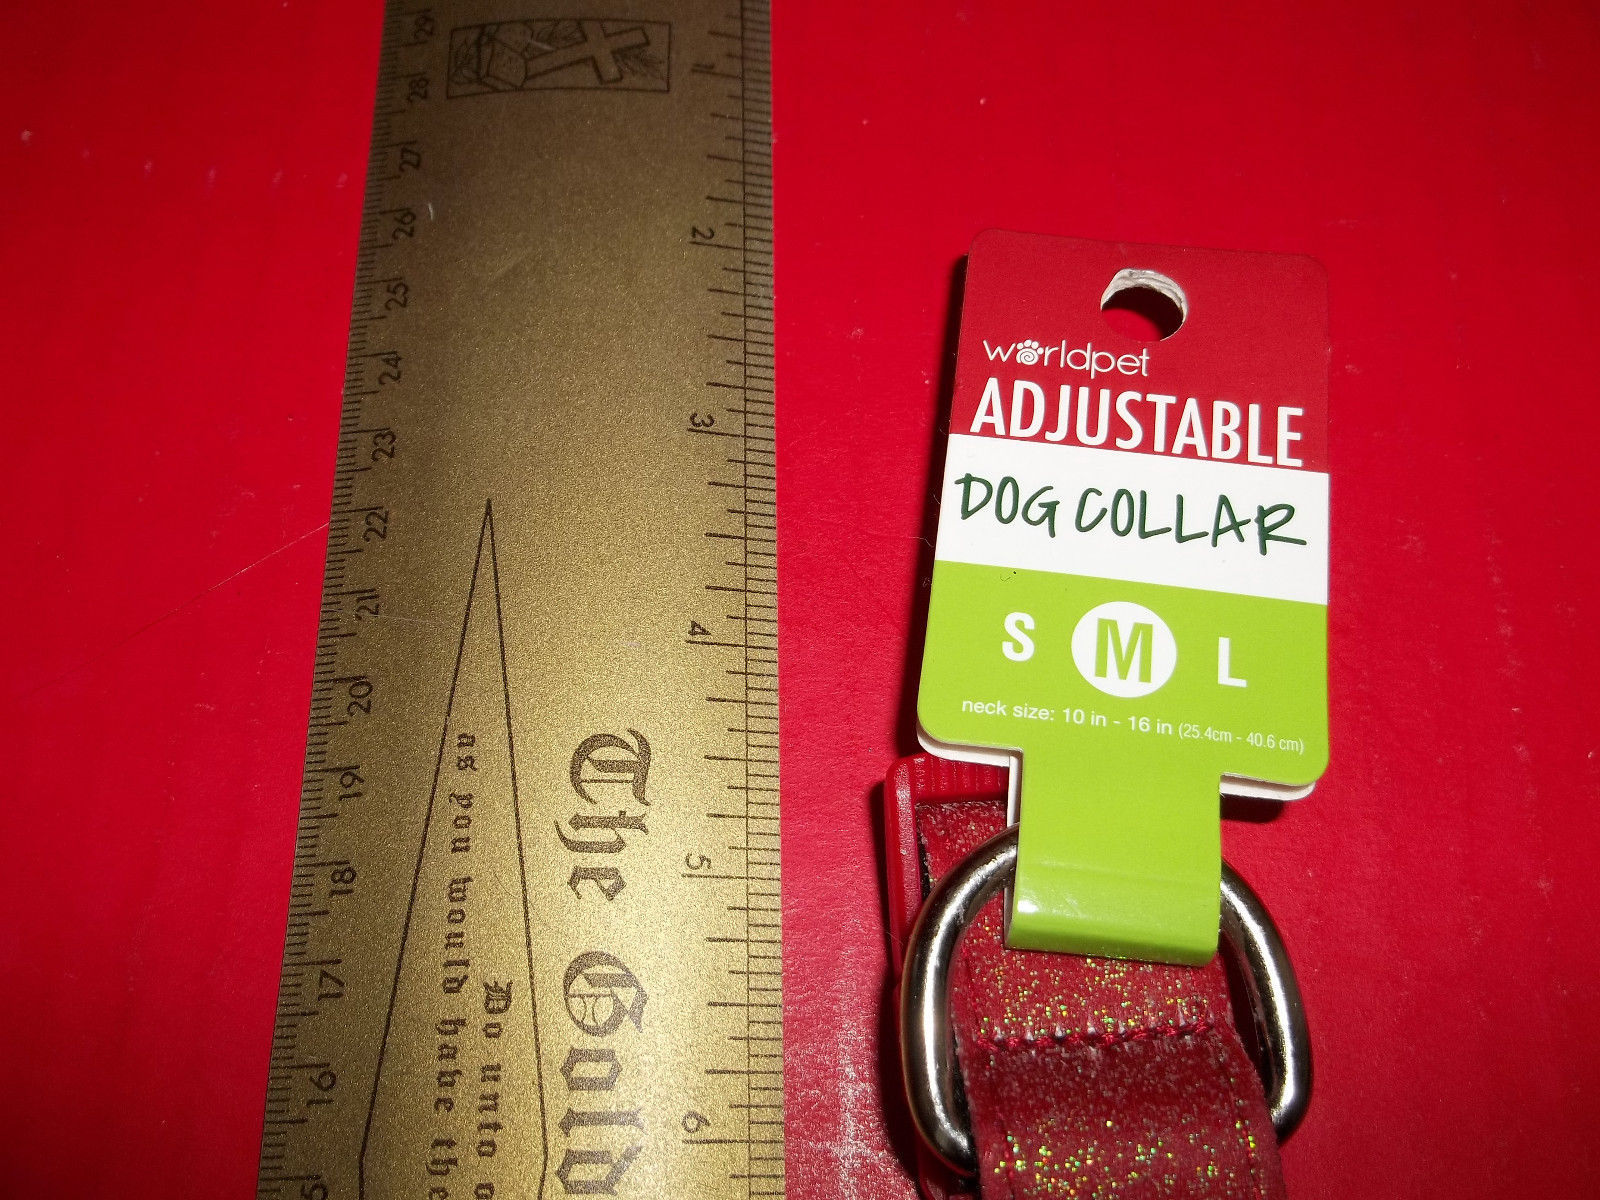 29
28
27
26
25
24
23
22
21
20
19
18
17
16
15
1
2
3
4
5
6
The
as you would have the
Do unto
worldpet
ADJUSTABLE
DOG COLLAR
S M L
neck size: 10 in - 16 in (25.4cm - 40.6 cm)